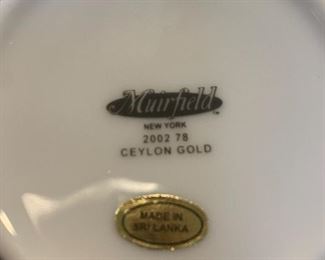 Muirfield
NEW YORK
2002 78
CEYLON GOLD
MADE IN
SRI LANKA